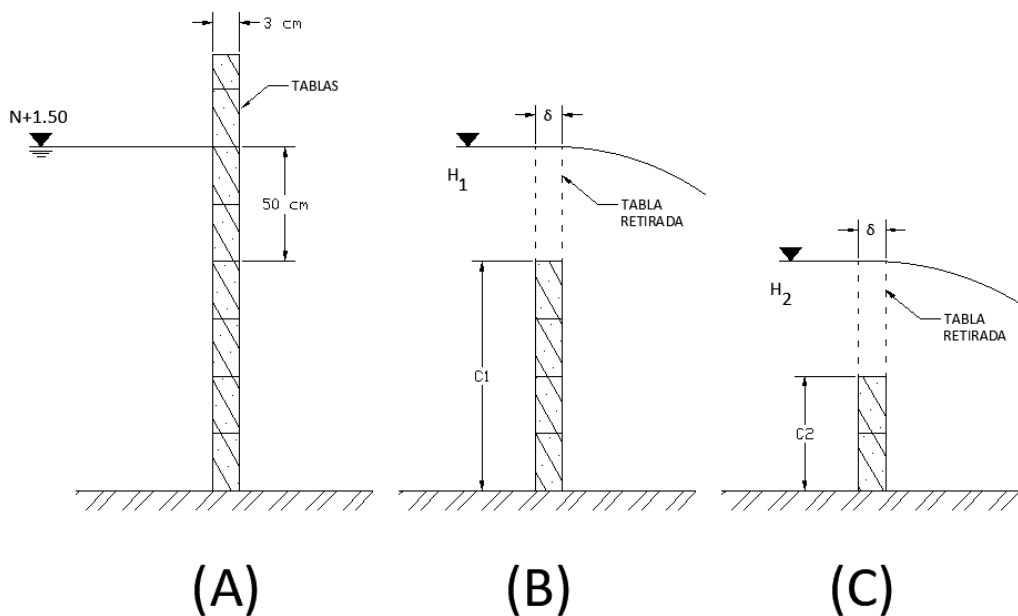 3 cm
TABLAS
N+1.50
50 cm
(A)
δ
H1
TABLA
RETIRADA
C1
(B)
δ
H2
TABLA
RETIRADA
C2
(C)